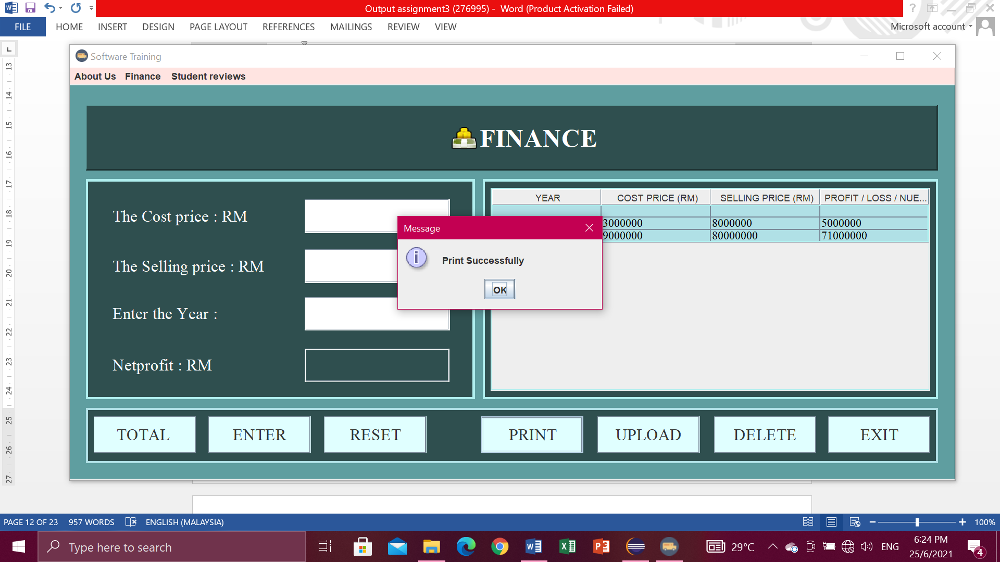 Output assignment3 (276995) - Word (Product Activation Failed)
FILE HOME INSERT DESIGN PAGE LAYOUT REFERENCES MAILINGS REVIEW VIEW
Microsoft account
Software Training
About Us Finance Student reviews
FINANCE
The Cost price : RM
The Selling price : RM
Enter the Year :
Netprofit : RM
YEAR COST PRICE (RM) SELLING PRICE (RM) PROFIT / LOSS / NUE...
3000000 8000000 5000000
9000000 80000000 71000000
Message
Print Successfully
OK
TOTAL ENTER RESET PRINT UPLOAD DELETE EXIT
13
14
15
16
17
18
19
20
21
22
23
24
25
26
27
PAGE 12 OF 23 957 WORDS ENGLISH (MALAYSIA) 100%
Type here to search
29°C ENG
6:24 PM
25/6/2021
4